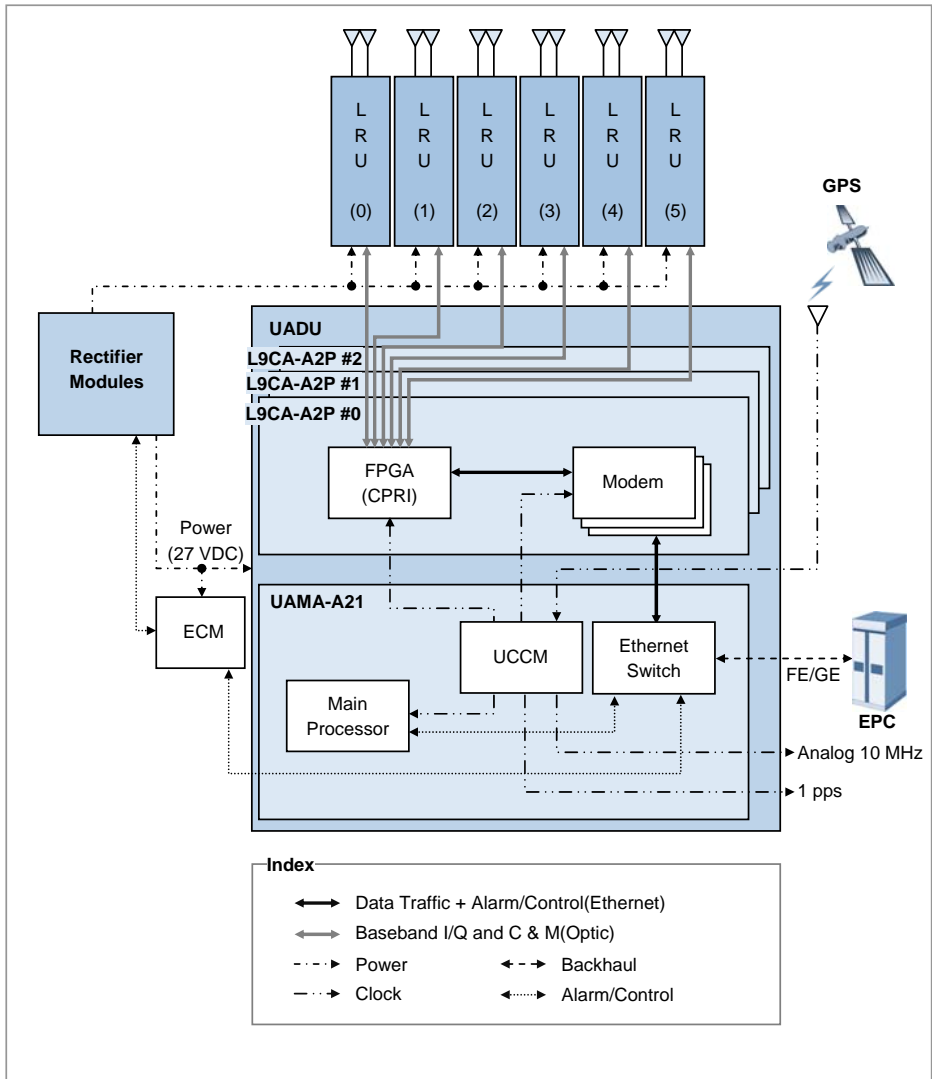 L
R
U
(0)
L
R
U
(1)
L
R
U
(2)
L
R
U
(3)
L
R
U
(4)
L
R
U
(5)
GPS
Rectifier
Modules
UADU
L9CA-A2P #2
L9CA-A2P #1
L9CA-A2P #0
FPGA
(CPRI)
Modem
Power
(27 VDC)
UAMA-A21
ECM
UCCM
Ethernet
Switch
FE/GE
EPC
Main
Processor
Analog 10 MHz
1 pps
Index
Data Traffic + Alarm/Control(Ethernet)
Baseband I/Q and C & M(Optic)
Power
Backhaul
Clock
Alarm/Control